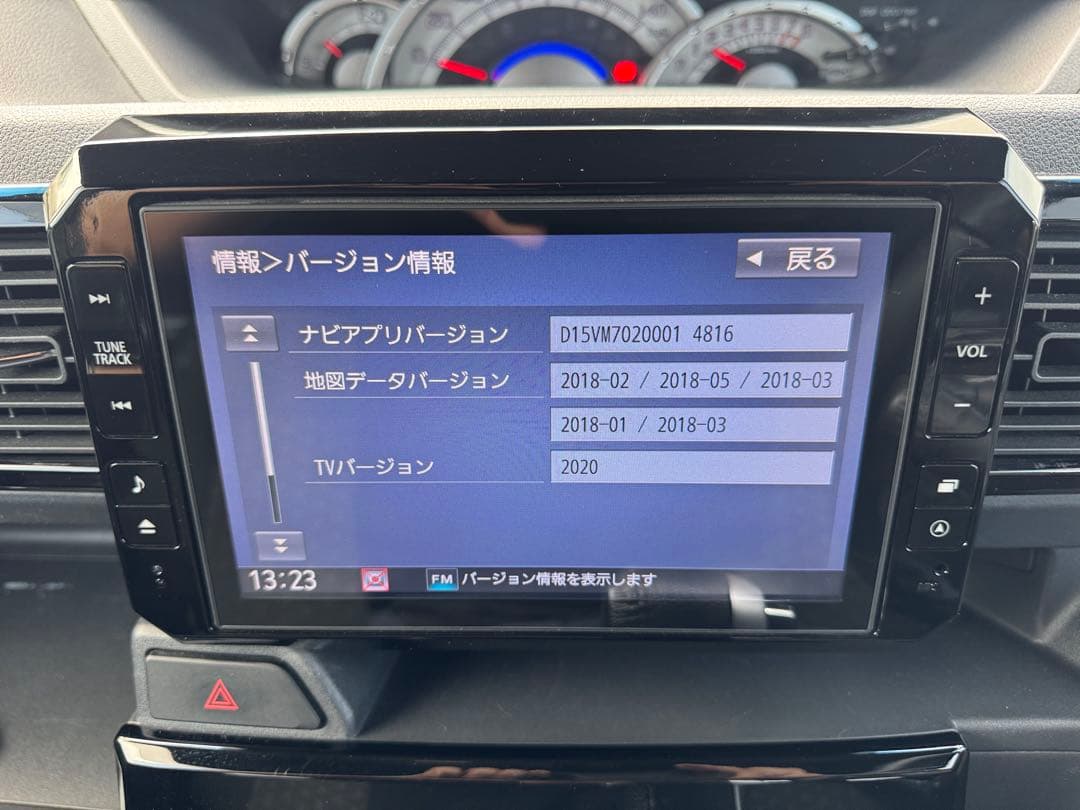 情報>バージョン情報
◀ 戻る
ナビアプリバージョン D15VM7020001 4816
地図データバージョン 2018-02 / 2018-05 / 2018-03
2018-01 / 2018-03
TVバージョン 2020
13:23 FM バージョン情報を表示します
TUNE
TRACK
+
VOL
−